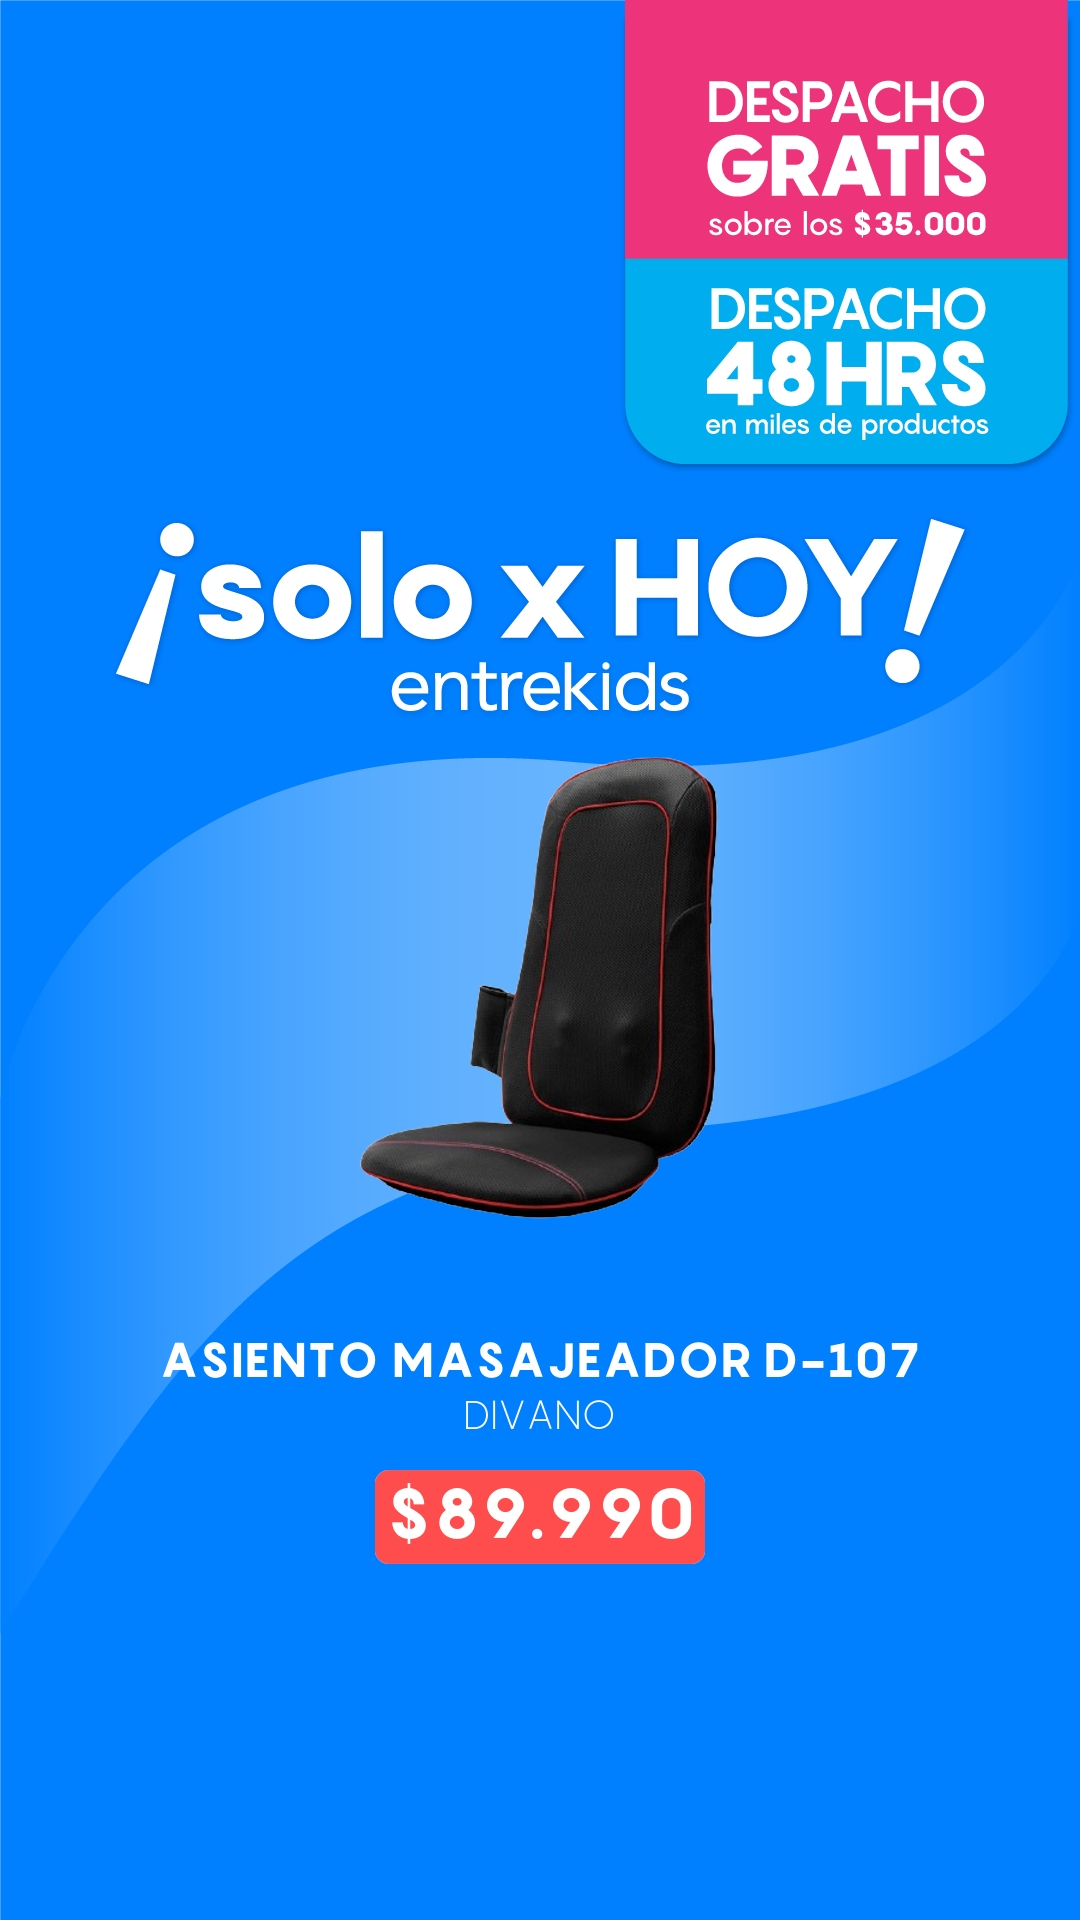 DESPACHO
GRATIS
sobre los $35.000
DESPACHO
48HRS
en miles de productos
¡solo x HOY!
entrekids
ASIENTO MASAJEADOR D-107
DIVANO
$89.990